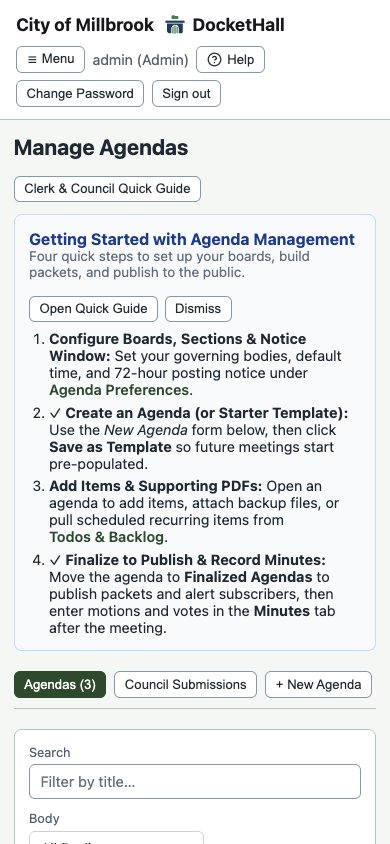 City of Millbrook DocketHall
≡ Menu admin (Admin) Help
Change Password Sign out
Manage Agendas
Clerk & Council Quick Guide
Getting Started with Agenda Management
Four quick steps to set up your boards, build
packets, and publish to the public.
Open Quick Guide Dismiss
1. Configure Boards, Sections & Notice
Window: Set your governing bodies, default
time, and 72-hour posting notice under
Agenda Preferences.
2. ✓ Create an Agenda (or Starter Template):
Use the New Agenda form below, then click
Save as Template so future meetings start
pre-populated.
3. Add Items & Supporting PDFs: Open an
agenda to add items, attach backup files, or
pull scheduled recurring items from
Todos & Backlog.
4. ✓ Finalize to Publish & Record Minutes:
Move the agenda to Finalized Agendas to
publish packets and alert subscribers, then
enter motions and votes in the Minutes tab
after the meeting.
Agendas (3) Council Submissions + New Agenda
Search
Filter by title...
Body